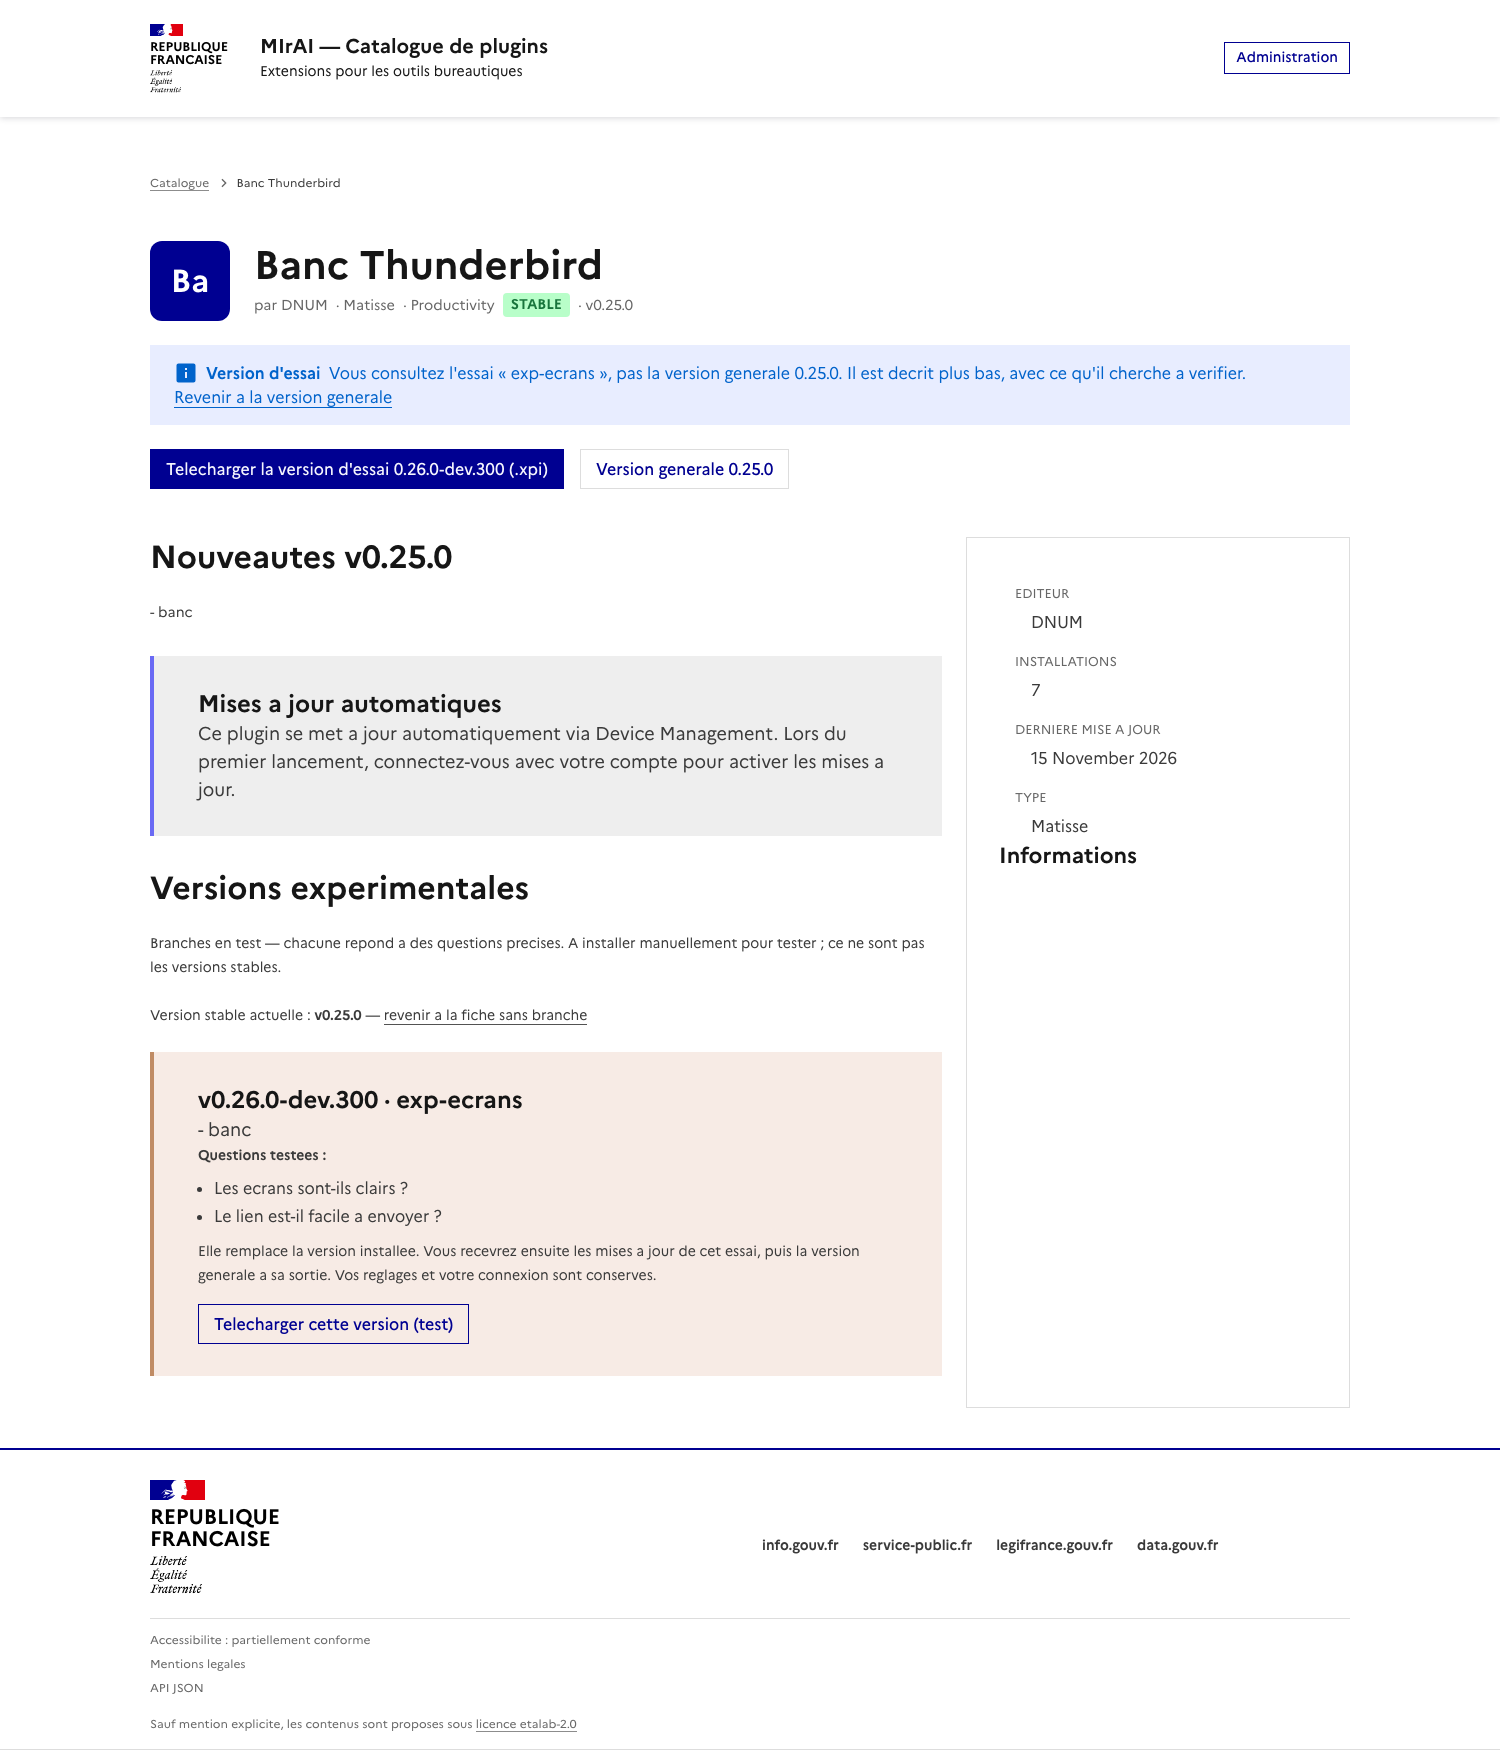 REPUBLIQUE
FRANCAISE
Liberté
Égalité
Fraternité
MIrAI — Catalogue de plugins
Extensions pour les outils bureautiques
Administration
Catalogue > Banc Thunderbird
Ba
Banc Thunderbird
par DNUM · Matisse · Productivity STABLE · v0.25.0
Version d'essai Vous consultez l'essai « exp-ecrans », pas la version generale 0.25.0. Il est decrit plus bas, avec ce qu'il cherche a verifier.
Revenir a la version generale
Telecharger la version d'essai 0.26.0-dev.300 (.xpi)
Version generale 0.25.0
Nouveautes v0.25.0
- banc
Mises a jour automatiques
Ce plugin se met a jour automatiquement via Device Management. Lors du
premier lancement, connectez-vous avec votre compte pour activer les mises a
jour.
Versions experimentales
Branches en test — chacune repond a des questions precises. A installer manuellement pour tester ; ce ne sont pas
les versions stables.
Version stable actuelle : v0.25.0 — revenir a la fiche sans branche
v0.26.0-dev.300 · exp-ecrans
- banc
Questions testees :
• Les ecrans sont-ils clairs ?
• Le lien est-il facile a envoyer ?
Elle remplace la version installee. Vous recevrez ensuite les mises a jour de cet essai, puis la version
generale a sa sortie. Vos reglages et votre connexion sont conserves.
Telecharger cette version (test)
EDITEUR
DNUM
INSTALLATIONS
7
DERNIERE MISE A JOUR
15 November 2026
TYPE
Matisse
Informations
REPUBLIQUE
FRANCAISE
Liberté
Égalité
Fraternité
info.gouv.fr service-public.fr legifrance.gouv.fr data.gouv.fr
Accessibilite : partiellement conforme
Mentions legales
API JSON
Sauf mention explicite, les contenus sont proposes sous licence etalab-2.0